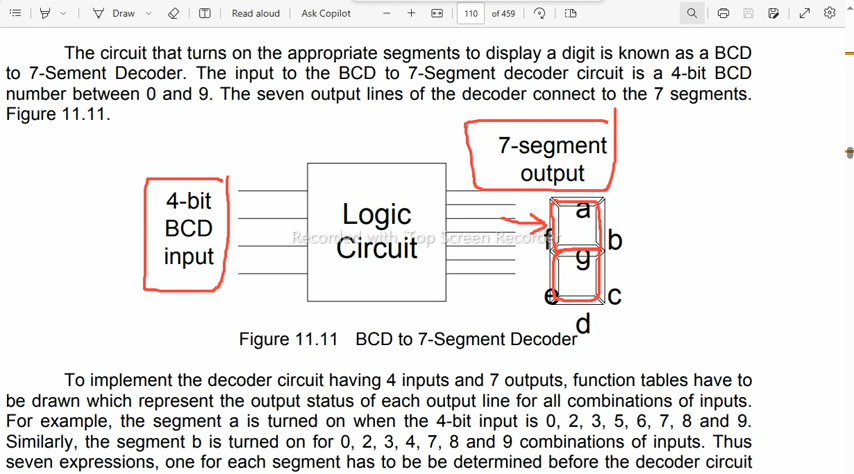 Draw
Read aloud
Ask Copilot
110 of 459
The circuit that turns on the appropriate segments to display a digit is known as a BCD
to 7-Sement Decoder. The input to the BCD to 7-Segment decoder circuit is a 4-bit BCD
number between 0 and 9. The seven output lines of the decoder connect to the 7 segments.
Figure 11.11.
7-segment
output
4-bit
BCD
input
Logic
Circuit
Recorded with iTop Screen Recorder
a
f b
g
e c
d
Figure 11.11 BCD to 7-Segment Decoder
To implement the decoder circuit having 4 inputs and 7 outputs, function tables have to
be drawn which represent the output status of each output line for all combinations of inputs.
For example, the segment a is turned on when the 4-bit input is 0, 2, 3, 5, 6, 7, 8 and 9.
Similarly, the segment b is turned on for 0, 2, 3, 4, 7, 8 and 9 combinations of inputs. Thus
seven expressions, one for each segment has to be determined before the decoder circuit